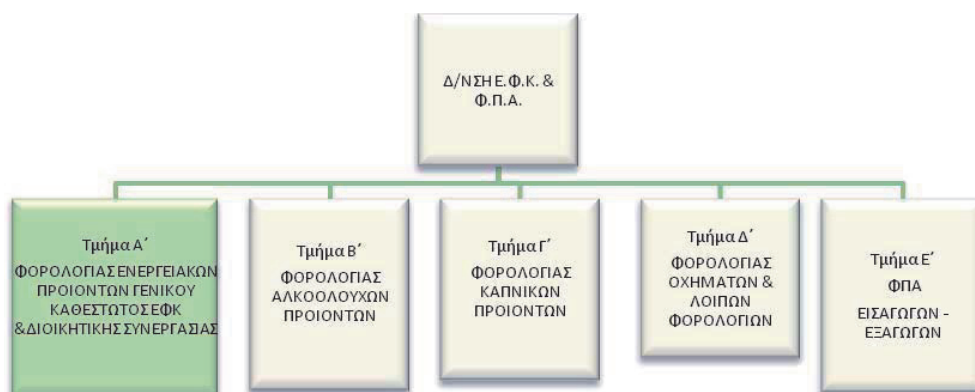 Δ/ΝΣΗ Ε.Φ.Κ. &
Φ.Π.Α.
Τμήμα Α΄
ΦΟΡΟΛΟΓΙΑΣ ΕΝΕΡΓΕΙΑΚΩΝ
ΠΡΟΙΟΝΤΩΝ ΓΕΝΙΚΟΥ
ΚΑΘΕΣΤΩΤΟΣ ΕΦΚ
& ΔΙΟΙΚΗΤΙΚΗΣ ΣΥΝΕΡΓΑΣΙΑΣ
Τμήμα Β΄
ΦΟΡΟΛΟΓΙΑΣ
ΑΛΚΟΟΛΟΥΧΩΝ
ΠΡΟΙΟΝΤΩΝ
Τμήμα Γ΄
ΦΟΡΟΛΟΓΙΑΣ
ΚΑΠΝΙΚΩΝ
ΠΡΟΙΟΝΤΩΝ
Τμήμα Δ΄
ΦΟΡΟΛΟΓΙΑΣ
ΟΧΗΜΑΤΩΝ &
ΛΟΙΠΩΝ
ΦΟΡΟΛΟΓΙΩΝ
Τμήμα Ε΄
ΦΠΑ
ΕΙΣΑΓΩΓΩΝ –
ΕΞΑΓΩΓΩΝ